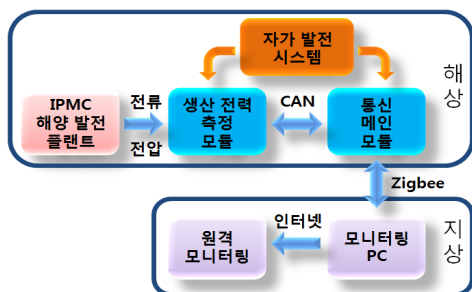 자가 발전
시스템
해상
IPMC
해양 발전
플랜트
전류
전압
생산 전력
측정
모듈
CAN
통신
메인
모듈
Zigbee
지상
원격
모니터링
인터넷
모니터링
PC